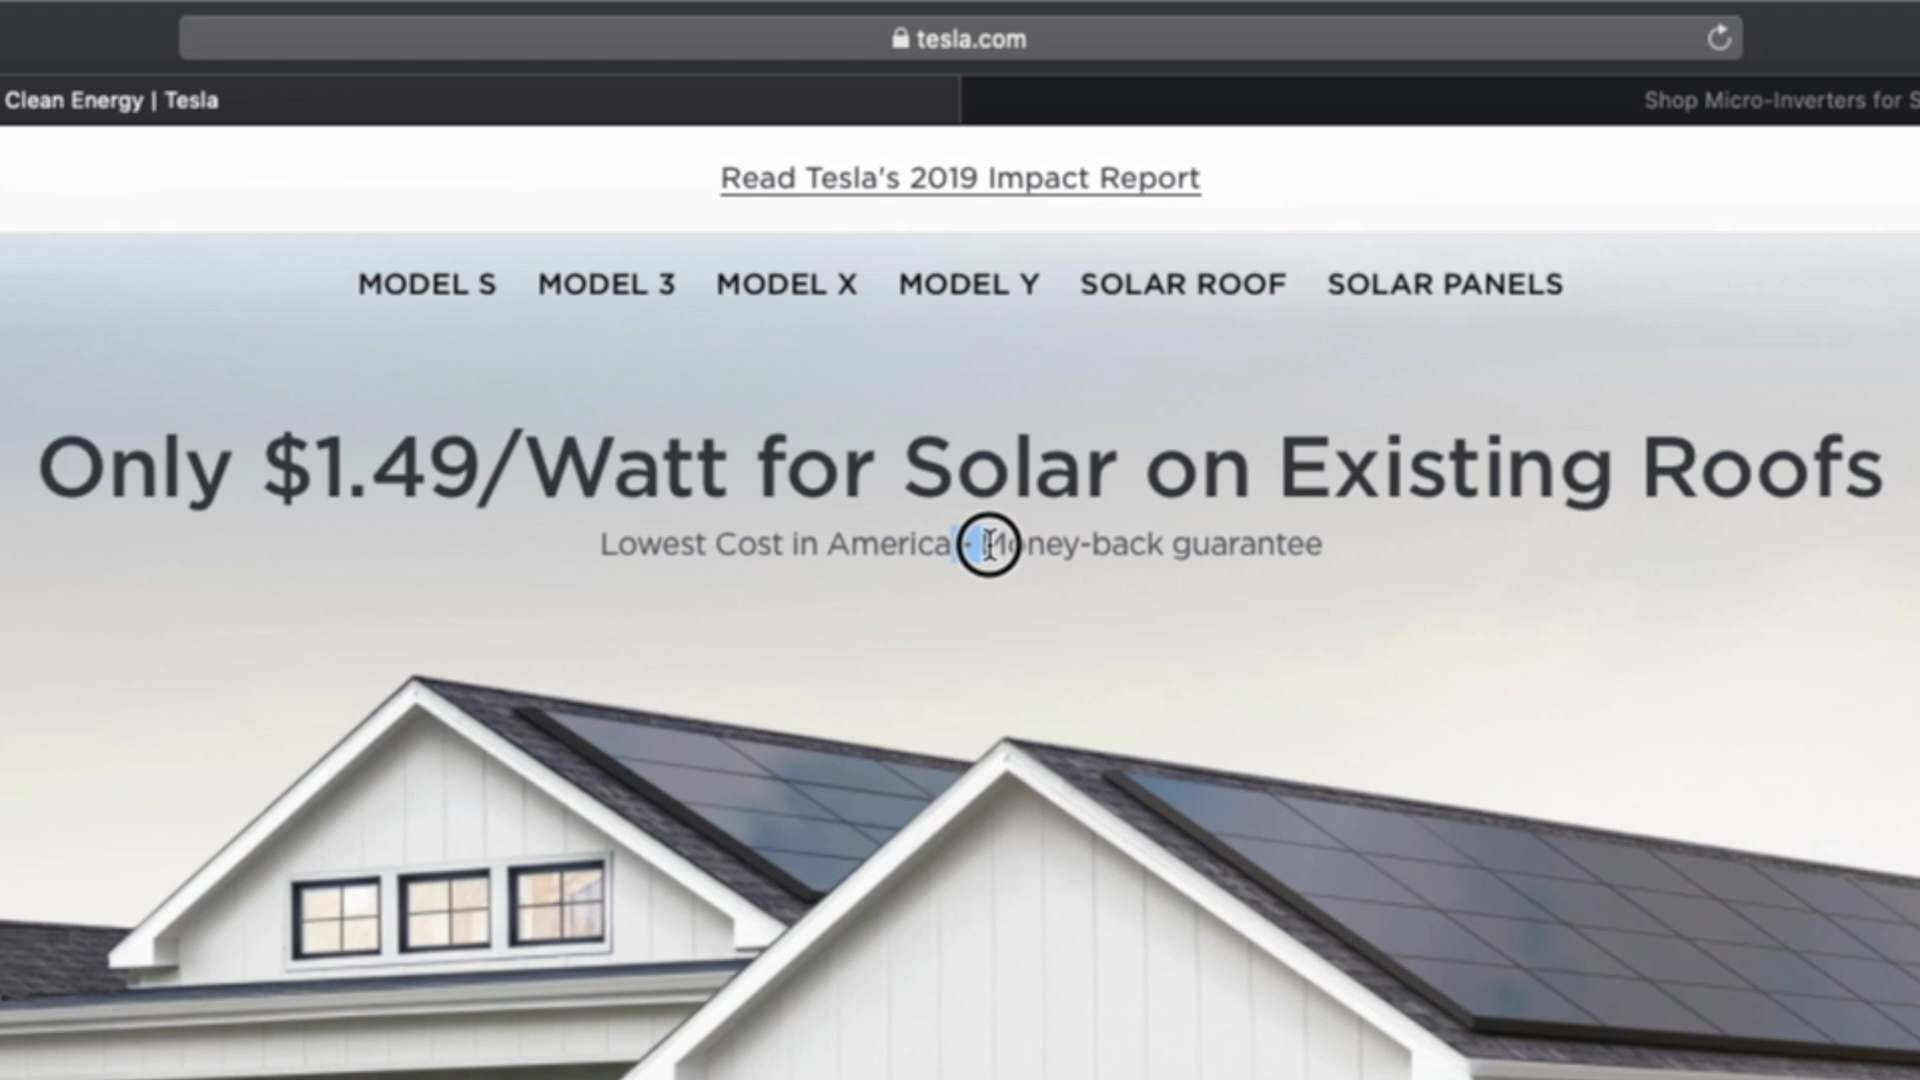 tesla.com
Clean Energy | Tesla
Shop Micro-Inverters for S
Read Tesla's 2019 Impact Report
MODEL S MODEL 3 MODEL X MODEL Y SOLAR ROOF SOLAR PANELS
Only $1.49/Watt for Solar on Existing Roofs
Lowest Cost in America - Money-back guarantee